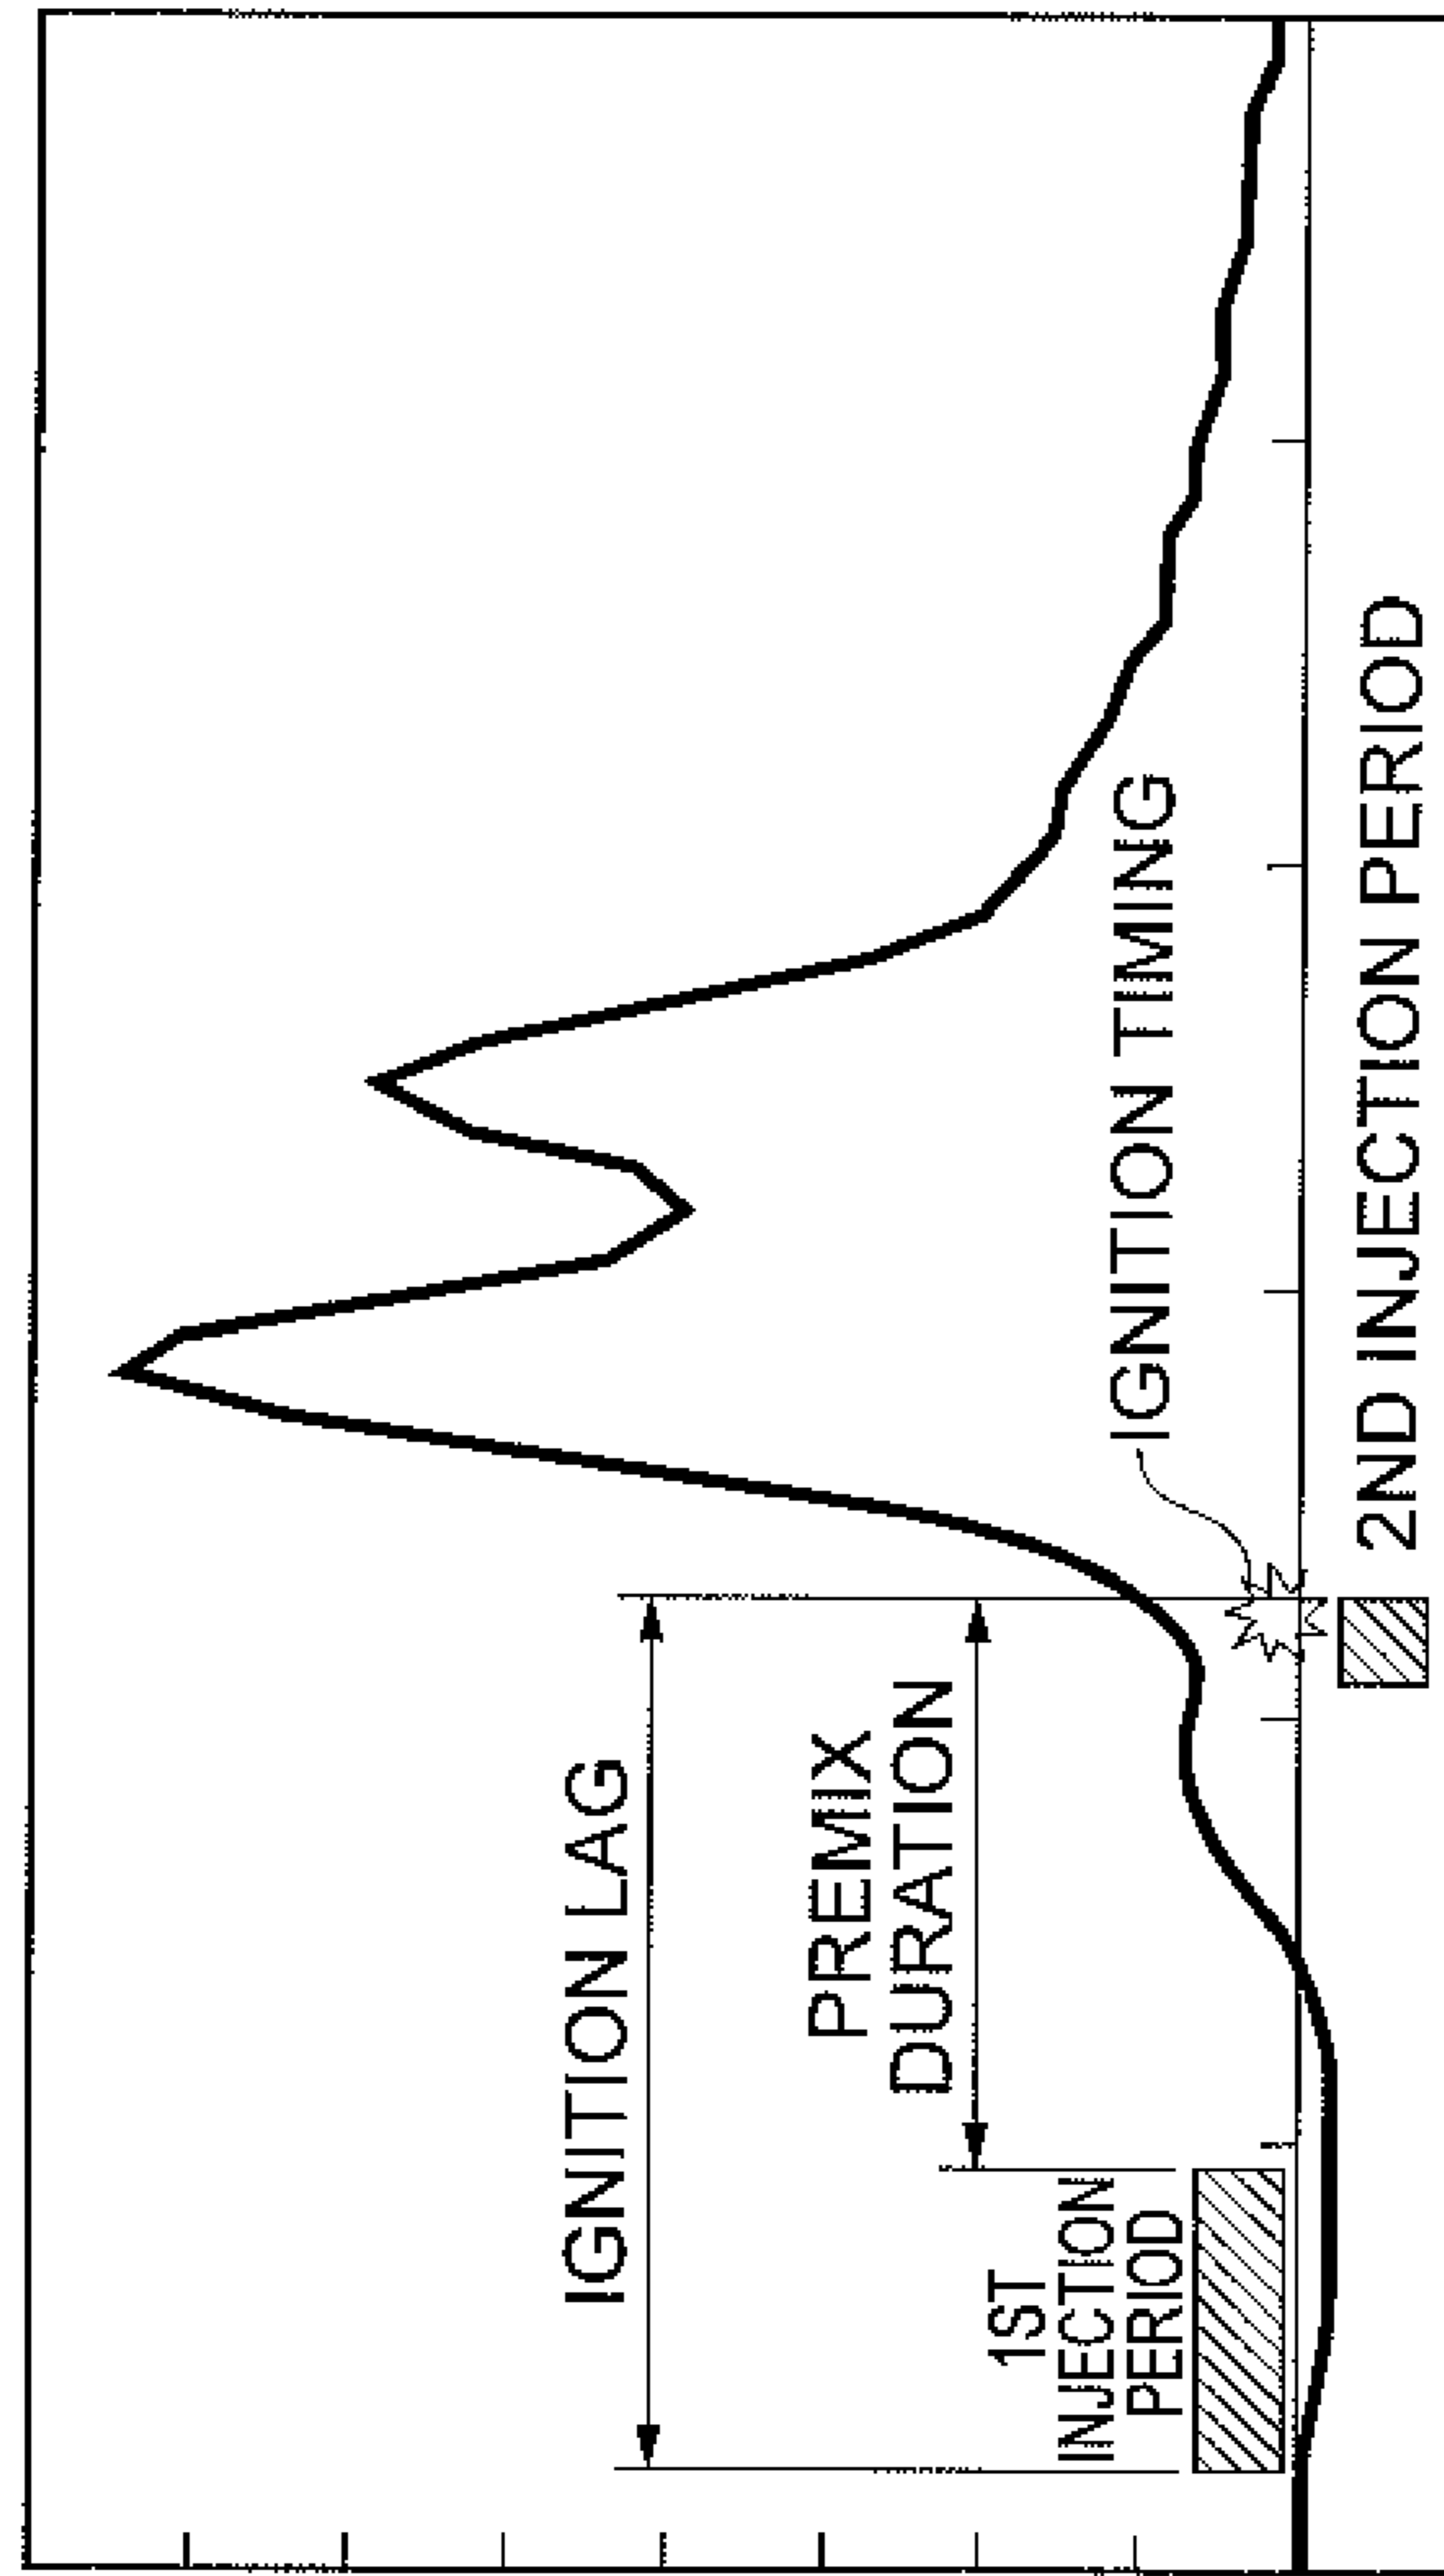 IGNITION LAG
PREMIX
DURATION
1ST
INJECTION
PERIOD
IGNITION TIMING
2ND INJECTION PERIOD